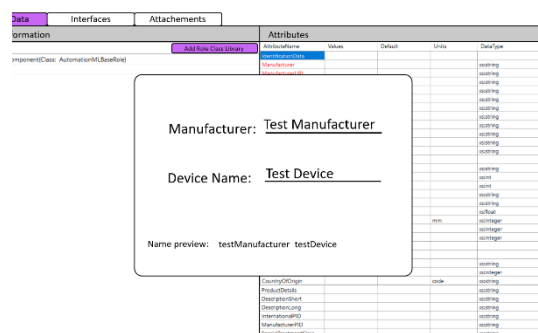 Data Interfaces Attachements
ormation Attributes
Add Role Class Library AttributeName Values Default Units DataType
IdentificationData
omponent(Class: AutomationMLBaseRole) Manufacturer xs:string
ManufacturerURI xs:string
xs:string
xs:string
xs:string
xs:string
xs:string
xs:string
xs:string
xs:string
Manufacturer: Test Manufacturer
xs:string
xs:int
Device Name: Test Device
xs:int
xs:string
xs:string
xs:float
mm xs:integer
xs:integer
xs:integer
Name preview: testManufacturer testDevice
xs:string
xs:integer
CountryOfOrigin code xs:string
ProductDetails xs:string
DescriptionShort xs:string
DescriptionLong xs:string
InternationalPID xs:string
ManufacturerPID xs:string